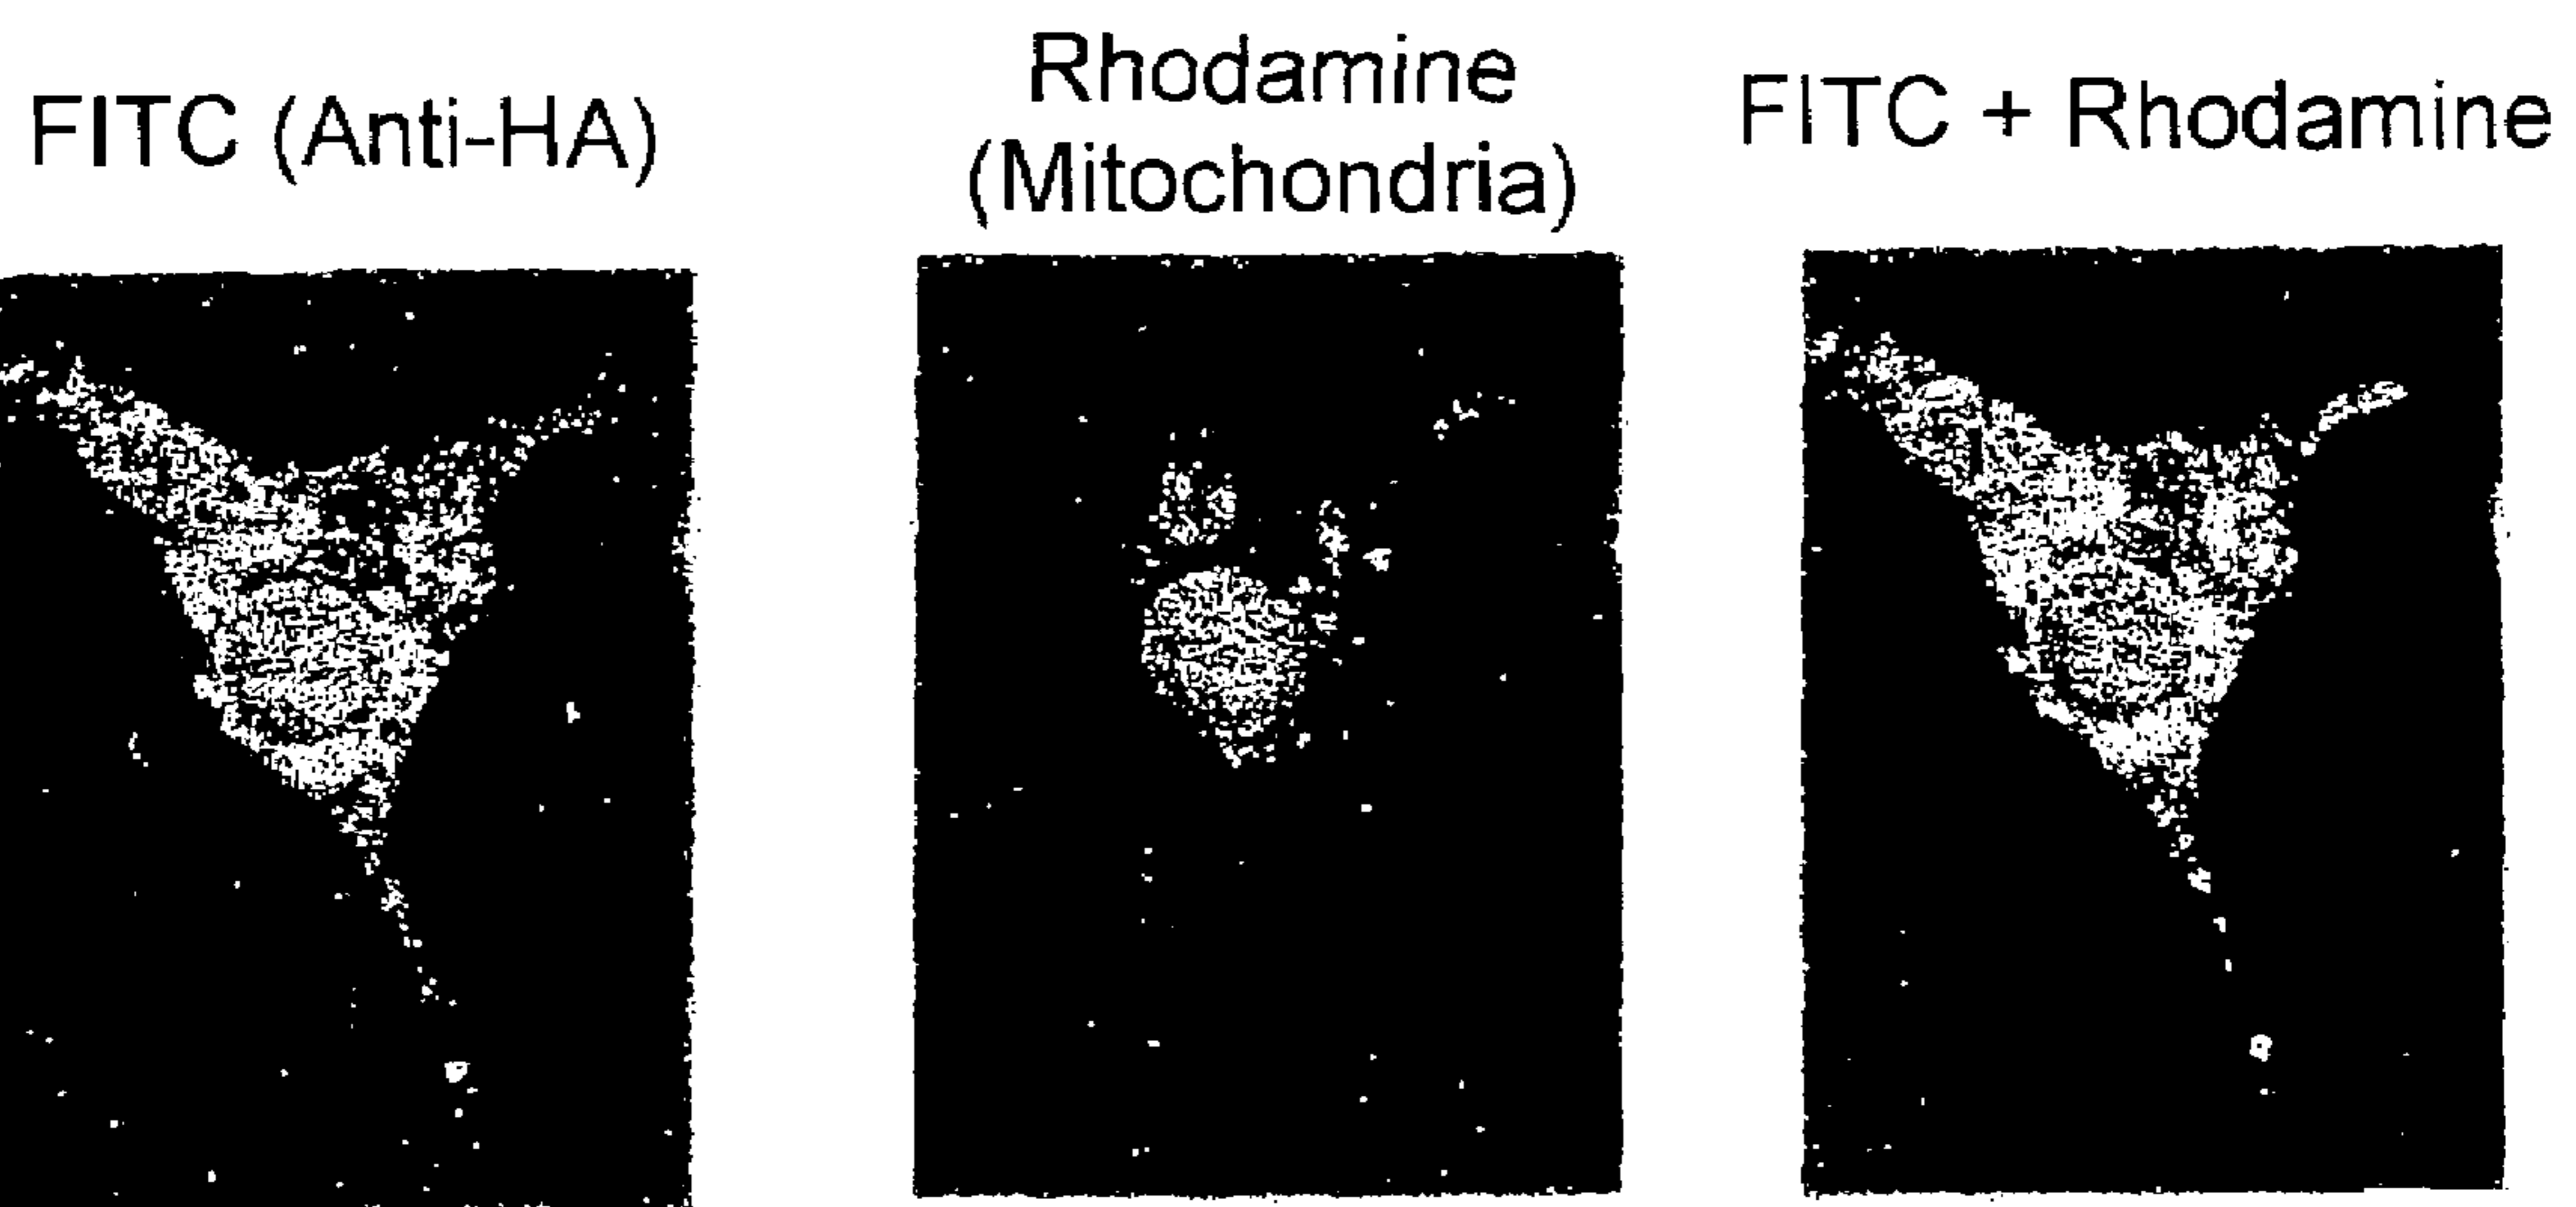 FITC (Anti-HA)
Rhodamine
(Mitochondria)
FITC + Rhodamine